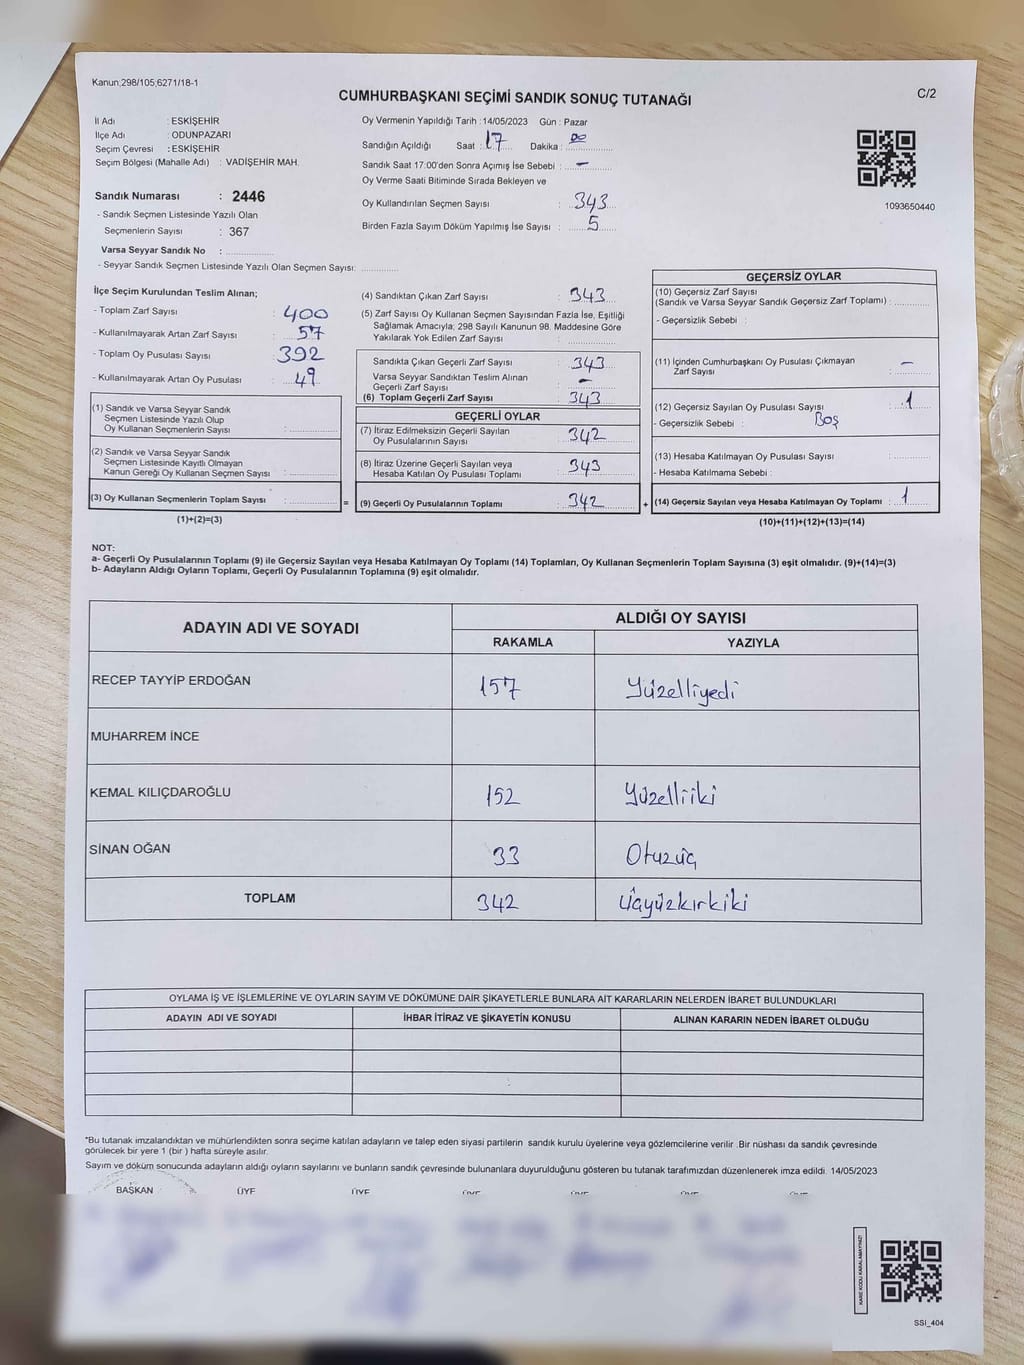 Kanun;298/105;6271/18-1
C/2
CUMHURBAŞKANI SEÇİMİ SANDIK SONUÇ TUTANAĞI
İl Adı : ESKİŞEHİR
İlçe Adı : ODUNPAZARI
Seçim Çevresi : ESKİŞEHİR
Seçim Bölgesi (Mahalle Adı) : VADİŞEHİR MAH.
Oy Vermenin Yapıldığı Tarih :14/05/2023 Gün : Pazar
Sandığın Açıldığı Saat : 17 Dakika : 00
Sandık Saat 17:00'den Sonra Açımış İse Sebebi : –
Oy Verme Saati Bitiminde Sırada Bekleyen ve
Oy Kullandırılan Seçmen Sayısı : 343
Birden Fazla Sayım Döküm Yapılmış İse Sayısı : 5
1093650440
Sandık Numarası : 2446
- Sandık Seçmen Listesinde Yazılı Olan
Seçmenlerin Sayısı : 367
Varsa Seyyar Sandık No :
- Seyyar Sandık Seçmen Listesinde Yazılı Olan Seçmen Sayısı:
İlçe Seçim Kurulundan Teslim Alınan;
- Toplam Zarf Sayısı : 400
- Kullanılmayarak Artan Zarf Sayısı : 57
- Toplam Oy Pusulası Sayısı : 392
- Kullanılmayarak Artan Oy Pusulası : 49
(1) Sandık ve Varsa Seyyar Sandık
Seçmen Listesinde Yazılı Olup
Oy Kullanan Seçmenlerin Sayısı :
(2) Sandık ve Varsa Seyyar Sandık
Seçmen Listesinde Kayıtlı Olmayan
Kanun Gereği Oy Kullanan Seçmen Sayısı :
(3) Oy Kullanan Seçmenlerin Toplam Sayısı : =
(1)+(2)=(3)
(4) Sandıktan Çıkan Zarf Sayısı : 343
(5) Zarf Sayısı Oy Kullanan Seçmen Sayısından Fazla İse, Eşitliği
Sağlamak Amacıyla; 298 Sayılı Kanunun 98. Maddesine Göre
Yakılarak Yok Edilen Zarf Sayısı :
Sandıkta Çıkan Geçerli Zarf Sayısı : 343
Varsa Seyyar Sandıktan Teslim Alınan
Geçerli Zarf Sayısı : –
(6) Toplam Geçerli Zarf Sayısı : 343
GEÇERLİ OYLAR
(7) İtiraz Edilmeksizin Geçerli Sayılan
Oy Pusulalarının Sayısı : 342
(8) İtiraz Üzerine Geçerli Sayılan veya
Hesaba Katılan Oy Pusulası Toplamı : 343
(9) Geçerli Oy Pusulalarının Toplamı : 342 +
GEÇERSİZ OYLAR
(10) Geçersiz Zarf Sayısı
(Sandık ve Varsa Seyyar Sandık Geçersiz Zarf Toplamı) :
- Geçersizlik Sebebi :
(11) İçinden Cumhurbaşkanı Oy Pusulası Çıkmayan
Zarf Sayısı : –
(12) Geçersiz Sayılan Oy Pusulası Sayısı : 1
- Geçersizlik Sebebi : Boş
(13) Hesaba Katılmayan Oy Pusulası Sayısı :
- Hesaba Katılmama Sebebi :
(14) Geçersiz Sayılan veya Hesaba Katılmayan Oy Toplamı : 1
(10)+(11)+(12)+(13)=(14)
NOT:
a- Geçerli Oy Pusulalarının Toplamı (9) ile Geçersiz Sayılan veya Hesaba Katılmayan Oy Toplamı (14) Toplamları, Oy Kullanan Seçmenlerin Toplam Sayısına (3) eşit olmalıdır. (9)+(14)=(3)
b- Adayların Aldığı Oyların Toplamı, Geçerli Oy Pusulalarının Toplamına (9) eşit olmalıdır.
ADAYIN ADI VE SOYADI
ALDIĞI OY SAYISI
RAKAMLA YAZIYLA
RECEP TAYYİP ERDOĞAN 157 Yüzelliyedi
MUHARREM İNCE
KEMAL KILIÇDAROĞLU 152 Yüzelliiki
SİNAN OĞAN 33 Otuzüç
TOPLAM 342 Üçyüzkırkiki
OYLAMA İŞ VE İŞLEMLERİNE VE OYLARIN SAYIM VE DÖKÜMÜNE DAİR ŞİKAYETLERLE BUNLARA AİT KARARLARIN NELERDEN İBARET BULUNDUKLARI
ADAYIN ADI VE SOYADI İHBAR İTİRAZ VE ŞİKAYETİN KONUSU ALINAN KARARIN NEDEN İBARET OLDUĞU
*Bu tutanak imzalandıktan ve mühürlendikten sonra seçime katılan adayların ve talep eden siyasi partilerin sandık kurulu üyelerine veya gözlemcilerine verilir .Bir nüshası da sandık çevresinde
görülecek bir yere 1 (bir ) hafta süreyle asılır.
Sayım ve döküm sonucunda adayların aldığı oyların sayılarını ve bunların sandık çevresinde bulunanlara duyurulduğunu gösteren bu tutanak tarafımızdan düzenlenerek imza edildi. 14/05/2023
BAŞKAN ÜYE ÜYE ÜYE ÜYE ÜYE ÜYE
KARE KODU KARALAMAYINIZ!
SSİ_404